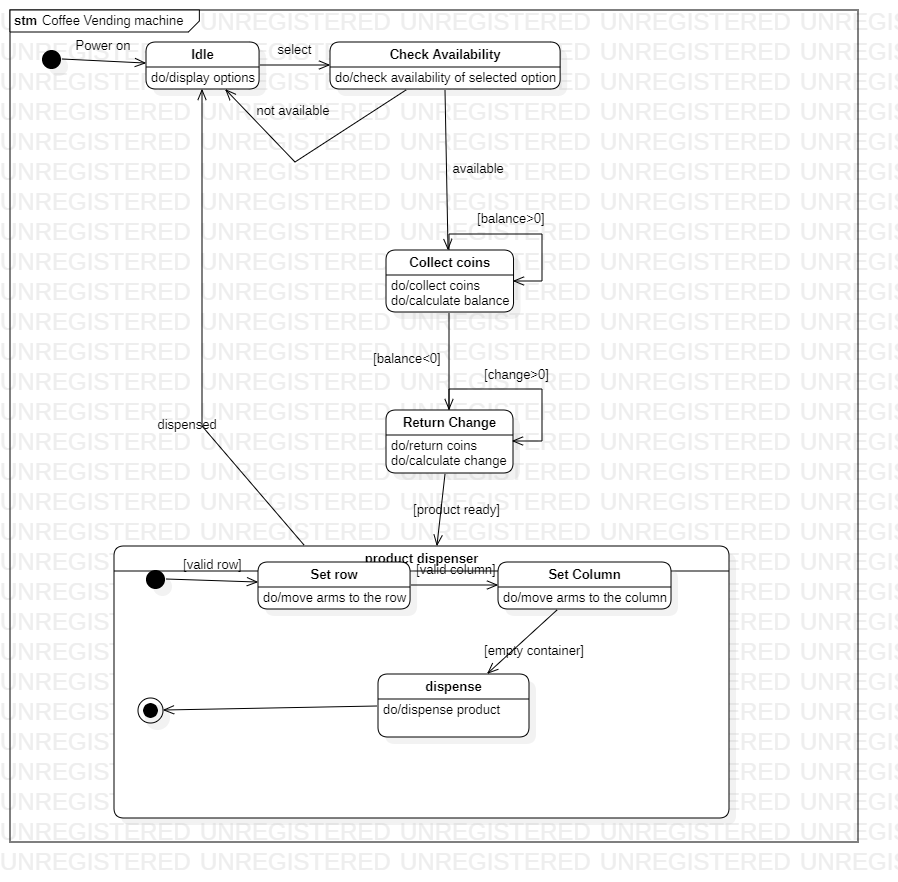 stm Coffee Vending machine
Power on
Idle
do/display options
select
Check Availability
do/check availability of selected option
not available
available
[balance>0]
Collect coins
do/collect coins
do/calculate balance
[balance<0]
[change>0]
Return Change
do/return coins
do/calculate change
dispensed
[product ready]
product dispenser
[valid row]
Set row
do/move arms to the row
[valid column]
Set Column
do/move arms to the column
[empty container]
dispense
do/dispense product
UNREGISTERED